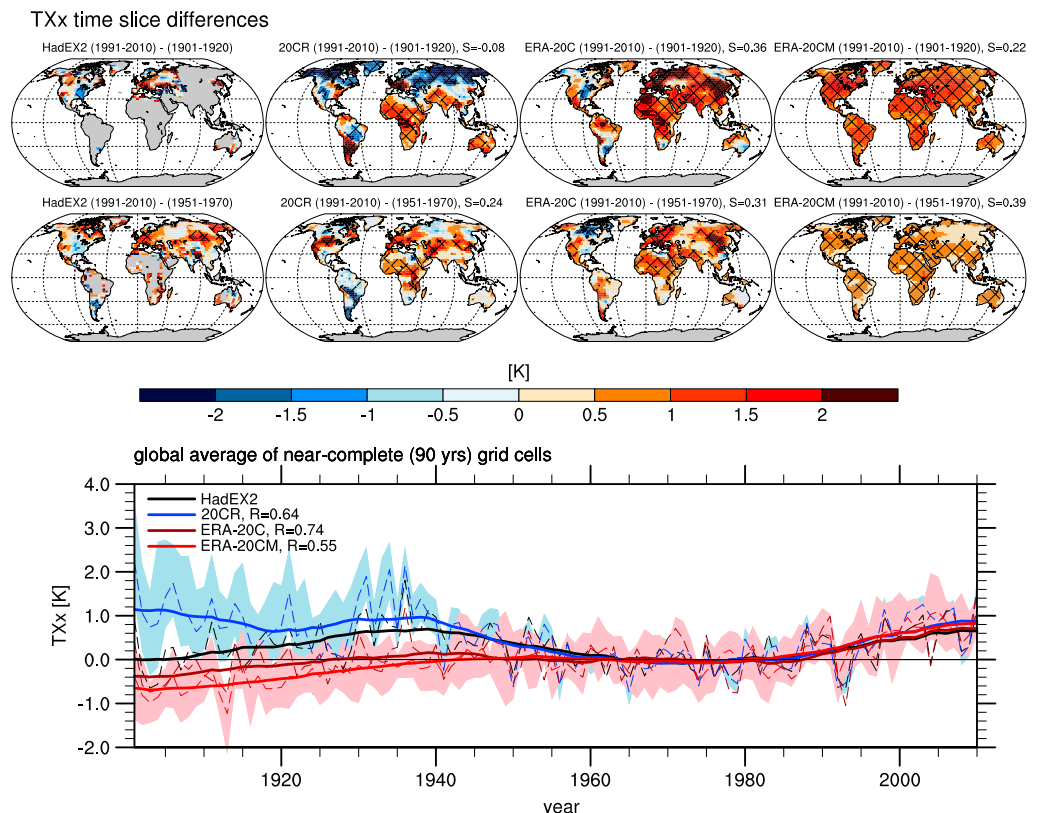 TXx time slice differences
HadEX2 (1991-2010) - (1901-1920)
20CR (1991-2010) - (1901-1920), S=-0.08
ERA-20C (1991-2010) - (1901-1920), S=0.36
ERA-20CM (1991-2010) - (1901-1920), S=0.22
HadEX2 (1991-2010) - (1951-1970)
20CR (1991-2010) - (1951-1970), S=0.24
ERA-20C (1991-2010) - (1951-1970), S=0.31
ERA-20CM (1991-2010) - (1951-1970), S=0.39
[K]
-2 -1.5 -1 -0.5 0 0.5 1 1.5 2
global average of near-complete (90 yrs) grid cells
HadEX2
20CR, R=0.64
ERA-20C, R=0.74
ERA-20CM, R=0.55
TXx [K]
4.0
3.0
2.0
1.0
0.0
-1.0
-2.0
1920 1940 1960 1980 2000
year